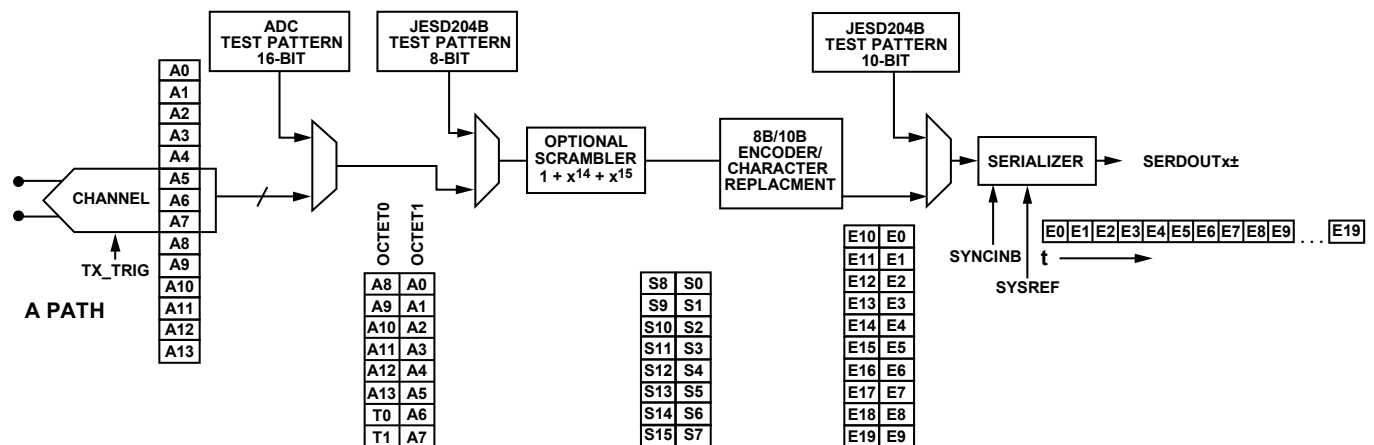 ADC
TEST PATTERN
16-BIT
JESD204B
TEST PATTERN
8-BIT
JESD204B
TEST PATTERN
10-BIT
A0
A1
A2
A3
A4
A5
A6
A7
A8
A9
A10
A11
A12
A13
CHANNEL
TX_TRIG
A PATH
OPTIONAL
SCRAMBLER
1 + x14 + x15
8B/10B
ENCODER/
CHARACTER
REPLACMENT
SERIALIZER
SERDOUTx±
SYNCINB
SYSREF
E0 E1 E2 E3 E4 E5 E6 E7 E8 E9 ... E19
t
OCTET0 OCTET1
A8 A0
A9 A1
A10 A2
A11 A3
A12 A4
A13 A5
T0 A6
T1 A7
S8 S0
S9 S1
S10 S2
S11 S3
S12 S4
S13 S5
S14 S6
S15 S7
E10 E0
E11 E1
E12 E2
E13 E3
E14 E4
E15 E5
E16 E6
E17 E7
E18 E8
E19 E9